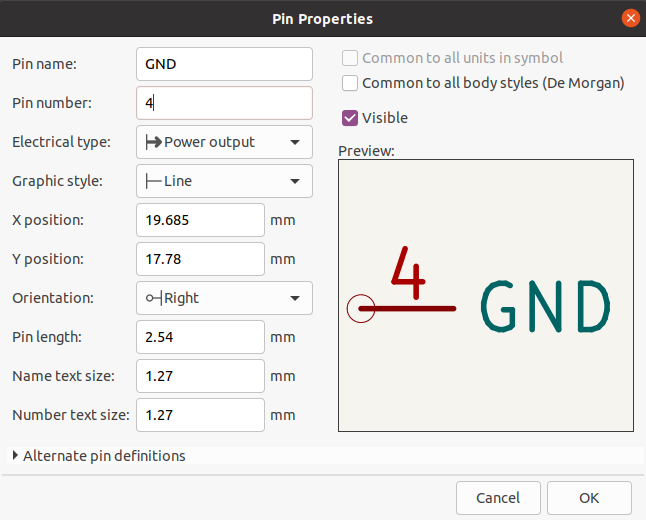 Pin Properties
Pin name: GND
Pin number: 4
Electrical type: Power output
Graphic style: Line
X position: 19.685 mm
Y position: 17.78 mm
Orientation: Right
Pin length: 2.54 mm
Name text size: 1.27 mm
Number text size: 1.27 mm
Common to all units in symbol
Common to all body styles (De Morgan)
Visible
Preview:
4 GND
Alternate pin definitions
Cancel OK